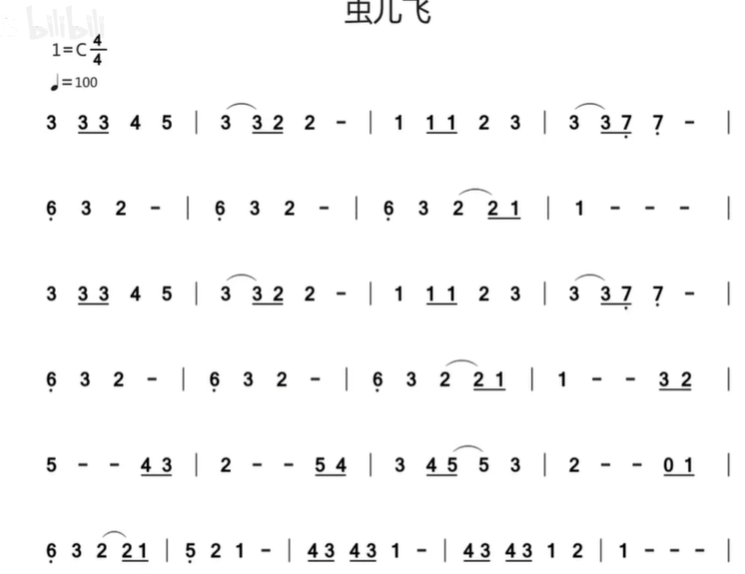 bilibili
虫儿飞
1=C 4/4
♩=100
3 3 3 4 5 | 3 3 2 2 - | 1 1 1 2 3 | 3 3 7̣ 7̣ - |
6̣ 3 2 - | 6̣ 3 2 - | 6̣ 3 2 2 1 | 1 - - - |
3 3 3 4 5 | 3 3 2 2 - | 1 1 1 2 3 | 3 3 7̣ 7̣ - |
6̣ 3 2 - | 6̣ 3 2 - | 6̣ 3 2 2 1 | 1 - - 3 2 |
5 - - 4 3 | 2 - - 5 4 | 3 4 5 5 3 | 2 - - 0 1 |
6̣ 3 2 2 1 | 5̣ 2 1 - | 4 3 4 3 1 - | 4 3 4 3 1 2 | 1 - - - |